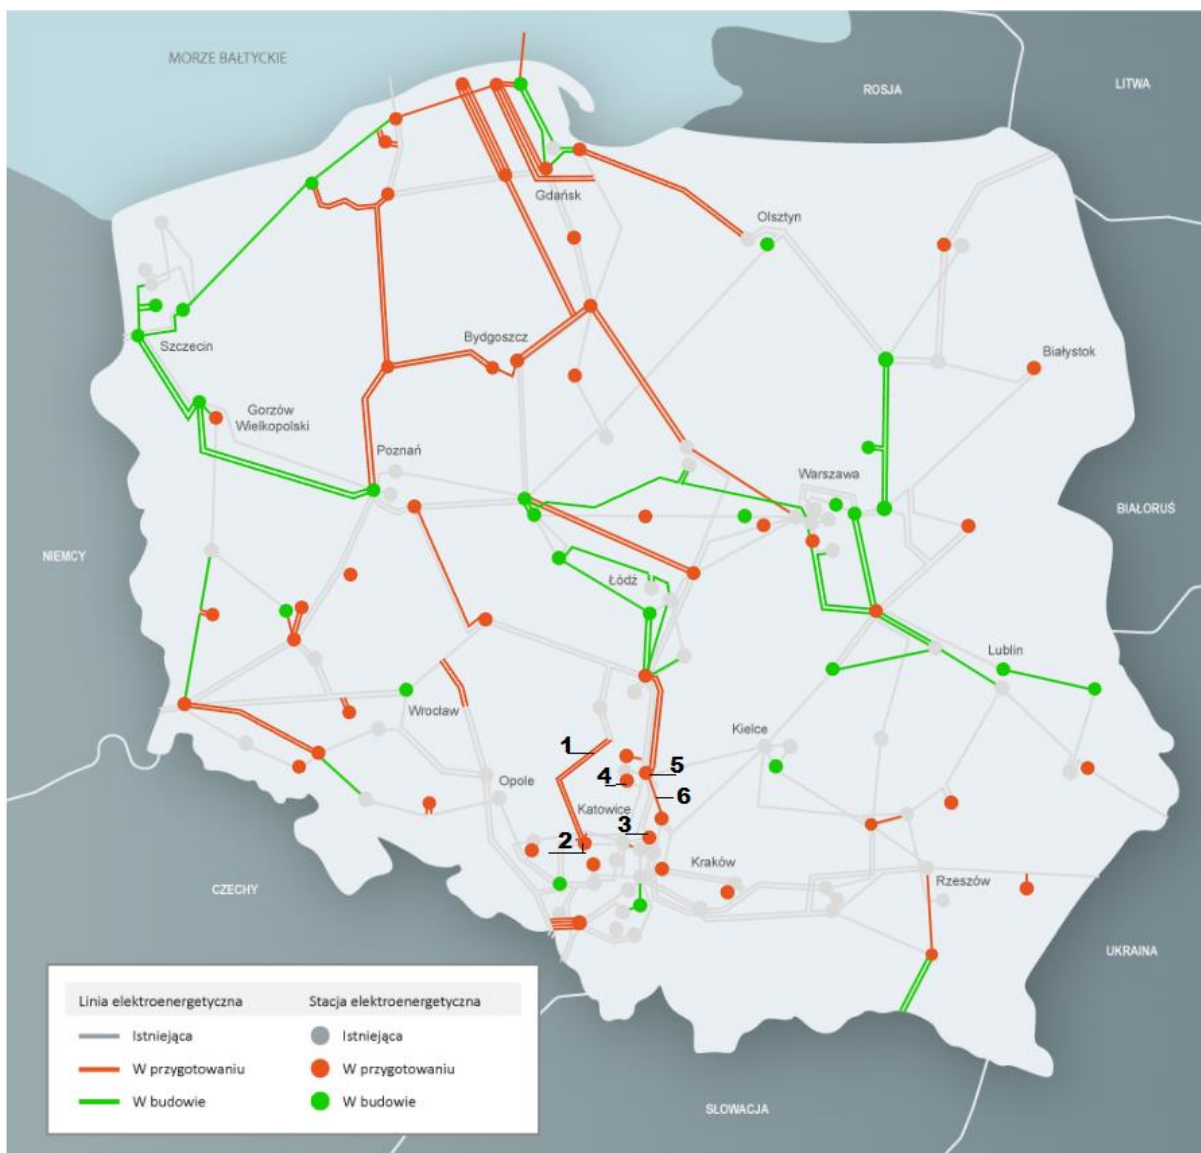 MORZE BAŁTYCKIE
ROSJA
LITWA
Gdańsk
Olsztyn
Szczecin
Bydgoszcz
Białystok
Gorzów
Wielkopolski
Poznań
Warszawa
BIAŁORUŚ
NIEMCY
Łódź
Lublin
Wrocław
Kielce
1
5
4
Opole
6
Katowice
3
2
Kraków
Rzeszów
CZECHY
UKRAINA
SŁOWACJA
Linia elektroenergetyczna
Stacja elektroenergetyczna
Istniejąca
Istniejąca
W przygotowaniu
W przygotowaniu
W budowie
W budowie